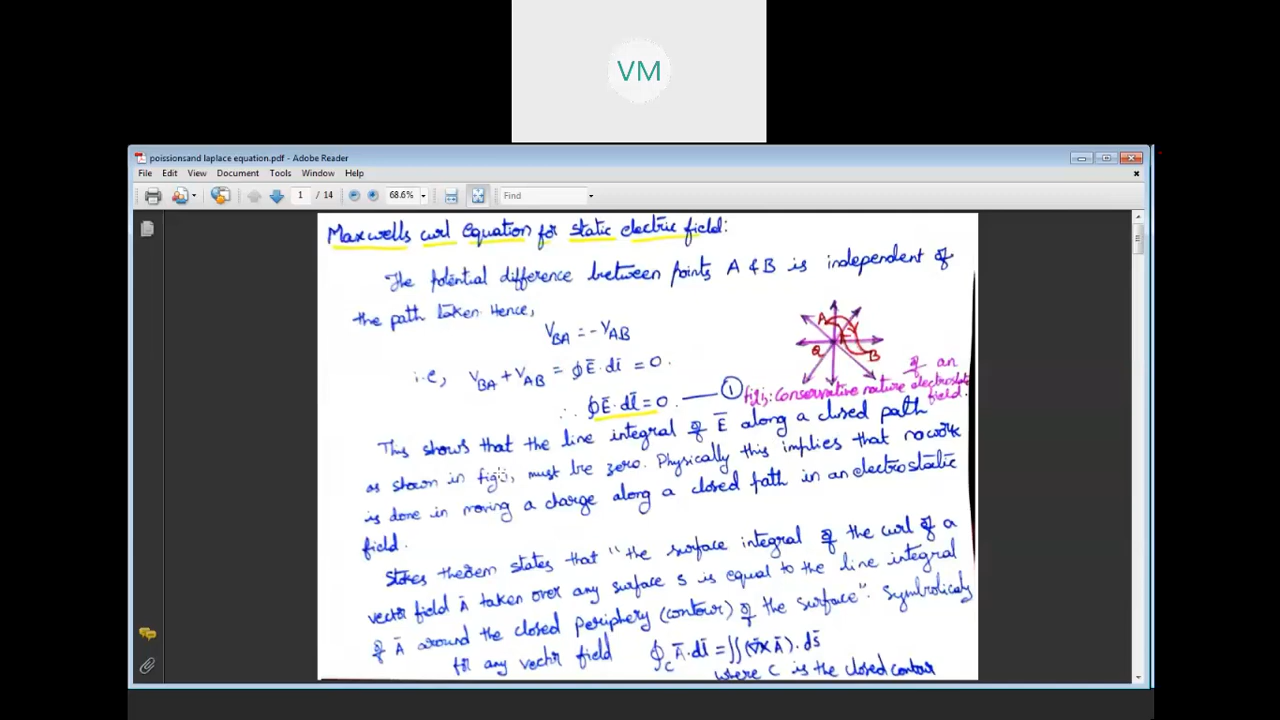 VM
poissionsand laplace equation.pdf - Adobe Reader
File Edit View Document Tools Window Help
1 / 14 68.6% Find
Maxwells curl equation for static electric field:
The potential difference between points A & B is independent of
the path taken. Hence,
V_BA = -V_AB
i.e, V_BA + V_AB = ∮Ē·dl̄ = 0.
∴ ∮Ē·dl̄ = 0. — ①
A
Q
B
fig: Conservative nature of an electrostatic field.
This shows that the line integral of Ē along a closed path
as shown in fig, must be zero. Physically this implies that no work
is done in moving a charge along a closed path in an electrostatic
field.
Stokes theorem states that "the surface integral of the curl of a
vector field Ā taken over any surface s is equal to the line integral
of Ā around the closed periphery (contour) of the surface". Symbolically
for any vector field ∮_C Ā·dl̄ = ∬(∇̄×Ā)·ds̄
where C is the closed contour